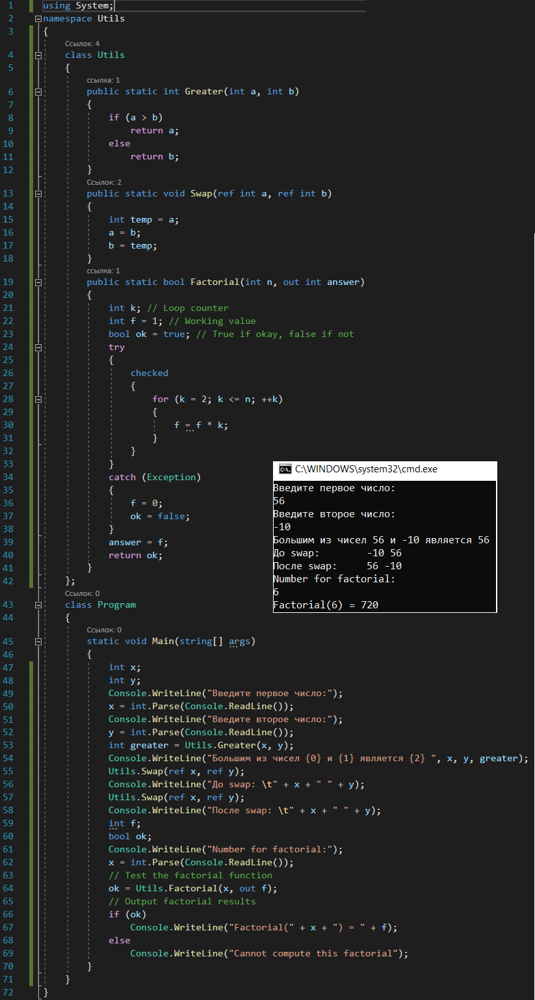 1 using System;
2 namespace Utils
3 {
Ссылок: 4
4 class Utils
5 {
ссылка: 1
6 public static int Greater(int a, int b)
7 {
8 if (a > b)
9 return a;
10 else
11 return b;
12 }
Ссылок: 2
13 public static void Swap(ref int a, ref int b)
14 {
15 int temp = a;
16 a = b;
17 b = temp;
18 }
ссылка: 1
19 public static bool Factorial(int n, out int answer)
20 {
21 int k; // Loop counter
22 int f = 1; // Working value
23 bool ok = true; // True if okay, false if not
24 try
25 {
26 checked
27 {
28 for (k = 2; k <= n; ++k)
29 {
30 f = f * k;
31 }
32 }
33 }
34 catch (Exception)
35 {
36 f = 0;
37 ok = false;
38 }
39 answer = f;
40 return ok;
41 }
42 };
Ссылок: 0
43 class Program
44 {
Ссылок: 0
45 static void Main(string[] args)
46 {
47 int x;
48 int y;
49 Console.WriteLine("Введите первое число:");
50 x = int.Parse(Console.ReadLine());
51 Console.WriteLine("Введите второе число:");
52 y = int.Parse(Console.ReadLine());
53 int greater = Utils.Greater(x, y);
54 Console.WriteLine("Большим из чисел {0} и {1} является {2} ", x, y, greater);
55 Utils.Swap(ref x, ref y);
56 Console.WriteLine("До swap: \t" + x + " " + y);
57 Utils.Swap(ref x, ref y);
58 Console.WriteLine("После swap: \t" + x + " " + y);
59 int f;
60 bool ok;
61 Console.WriteLine("Number for factorial:");
62 x = int.Parse(Console.ReadLine());
63 // Test the factorial function
64 ok = Utils.Factorial(x, out f);
65 // Output factorial results
66 if (ok)
67 Console.WriteLine("Factorial(" + x + ") = " + f);
68 else
69 Console.WriteLine("Cannot compute this factorial");
70 }
71 }
72 }
C:\WINDOWS\system32\cmd.exe
Введите первое число:
56
Введите второе число:
-10
Большим из чисел 56 и -10 является 56
До swap: -10 56
После swap: 56 -10
Number for factorial:
6
Factorial(6) = 720